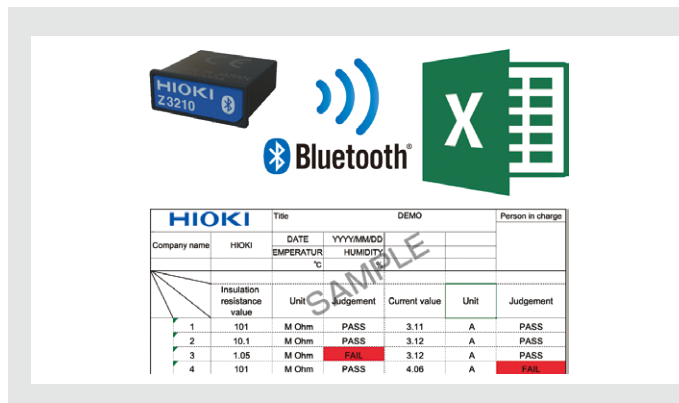 HIOKI
Z3210
Bluetooth®
X
HIOKI Title DEMO Person in charge
Company name HIOKI DATE YYYY/MM/DD
EMPERATUR HUMIDITY
°C %
SAMPLE
Insulation resistance value Unit Judgement Current value Unit Judgement
1 101 M Ohm PASS 3.11 A PASS
2 10.1 M Ohm PASS 3.12 A PASS
3 1.05 M Ohm FAIL 3.12 A PASS
4 101 M Ohm PASS 4.06 A FAIL